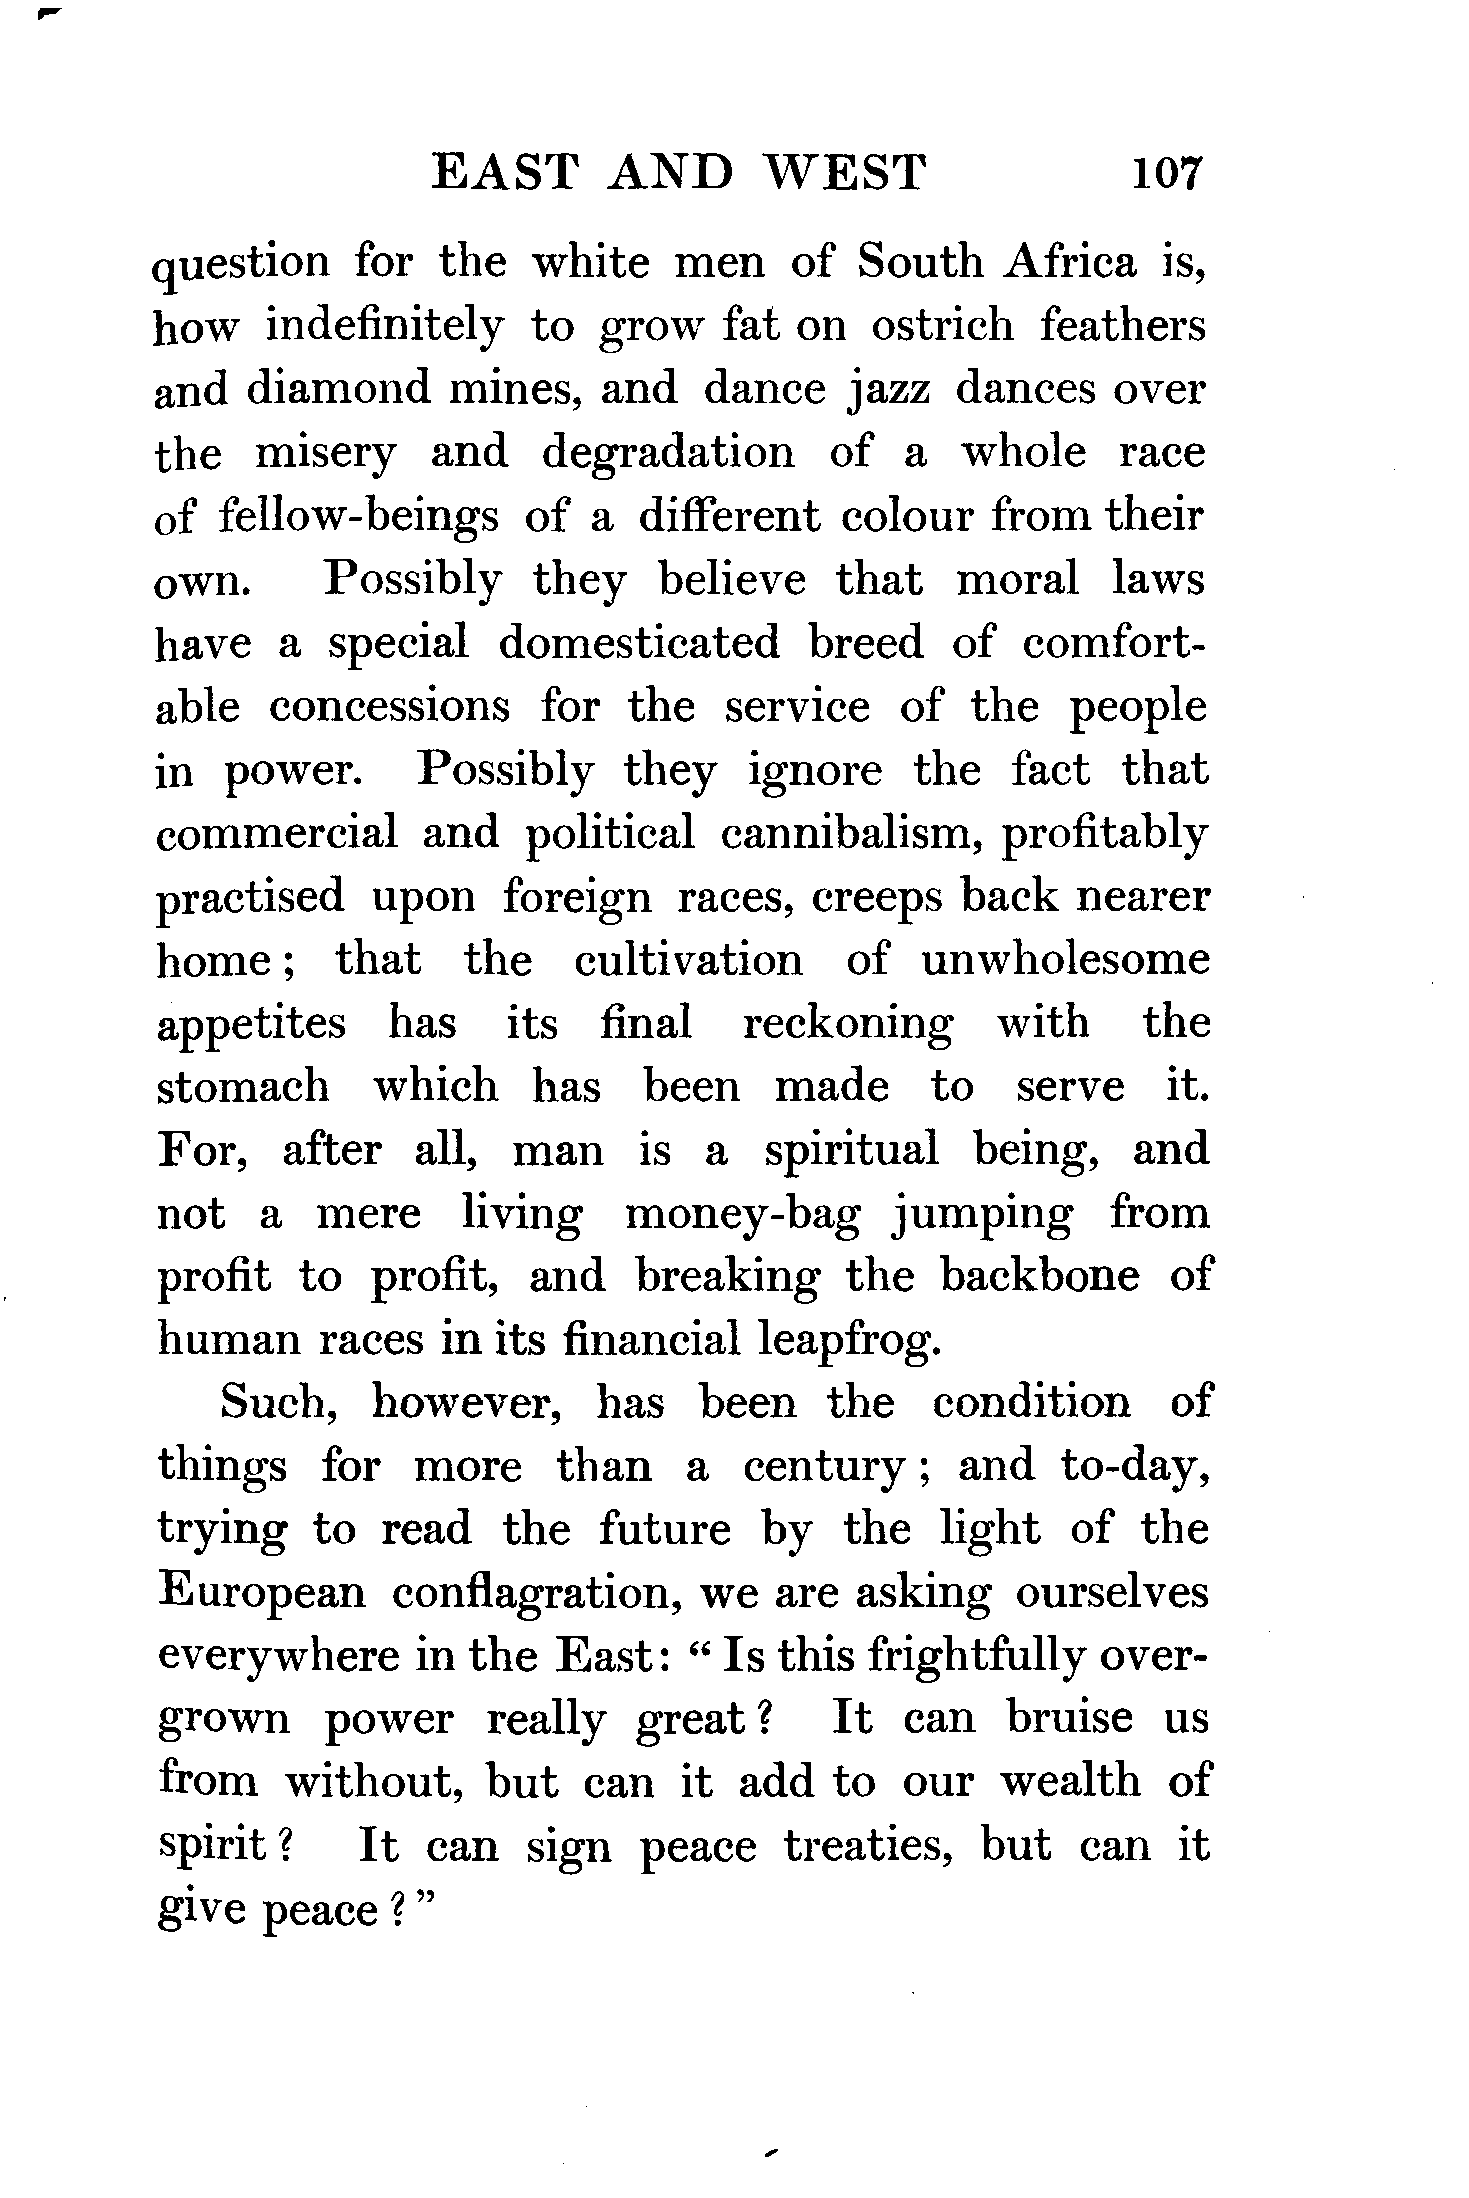 EAST AND WEST 107
question for the white men of South Africa is,
how indefinitely to grow fat on ostrich feathers
and diamond mines, and dance jazz dances over
the misery and degradation of a whole race
of fellow-beings of a different colour from their
own. Possibly they believe that moral laws
have a special domesticated breed of comfort-
able concessions for the service of the people
in power. Possibly they ignore the fact that
commercial and political cannibalism, profitably
practised upon foreign races, creeps back nearer
home ; that the cultivation of unwholesome
appetites has its final reckoning with the
stomach which has been made to serve it.
For, after all, man is a spiritual being, and
not a mere living money-bag jumping from
profit to profit, and breaking the backbone of
human races in its financial leapfrog.
Such, however, has been the condition of
things for more than a century ; and to-day,
trying to read the future by the light of the
European conflagration, we are asking ourselves
everywhere in the East: “ Is this frightfully over-
grown power really great ? It can bruise us
from without, but can it add to our wealth of
spirit ? It can sign peace treaties, but can it
give peace ? ”